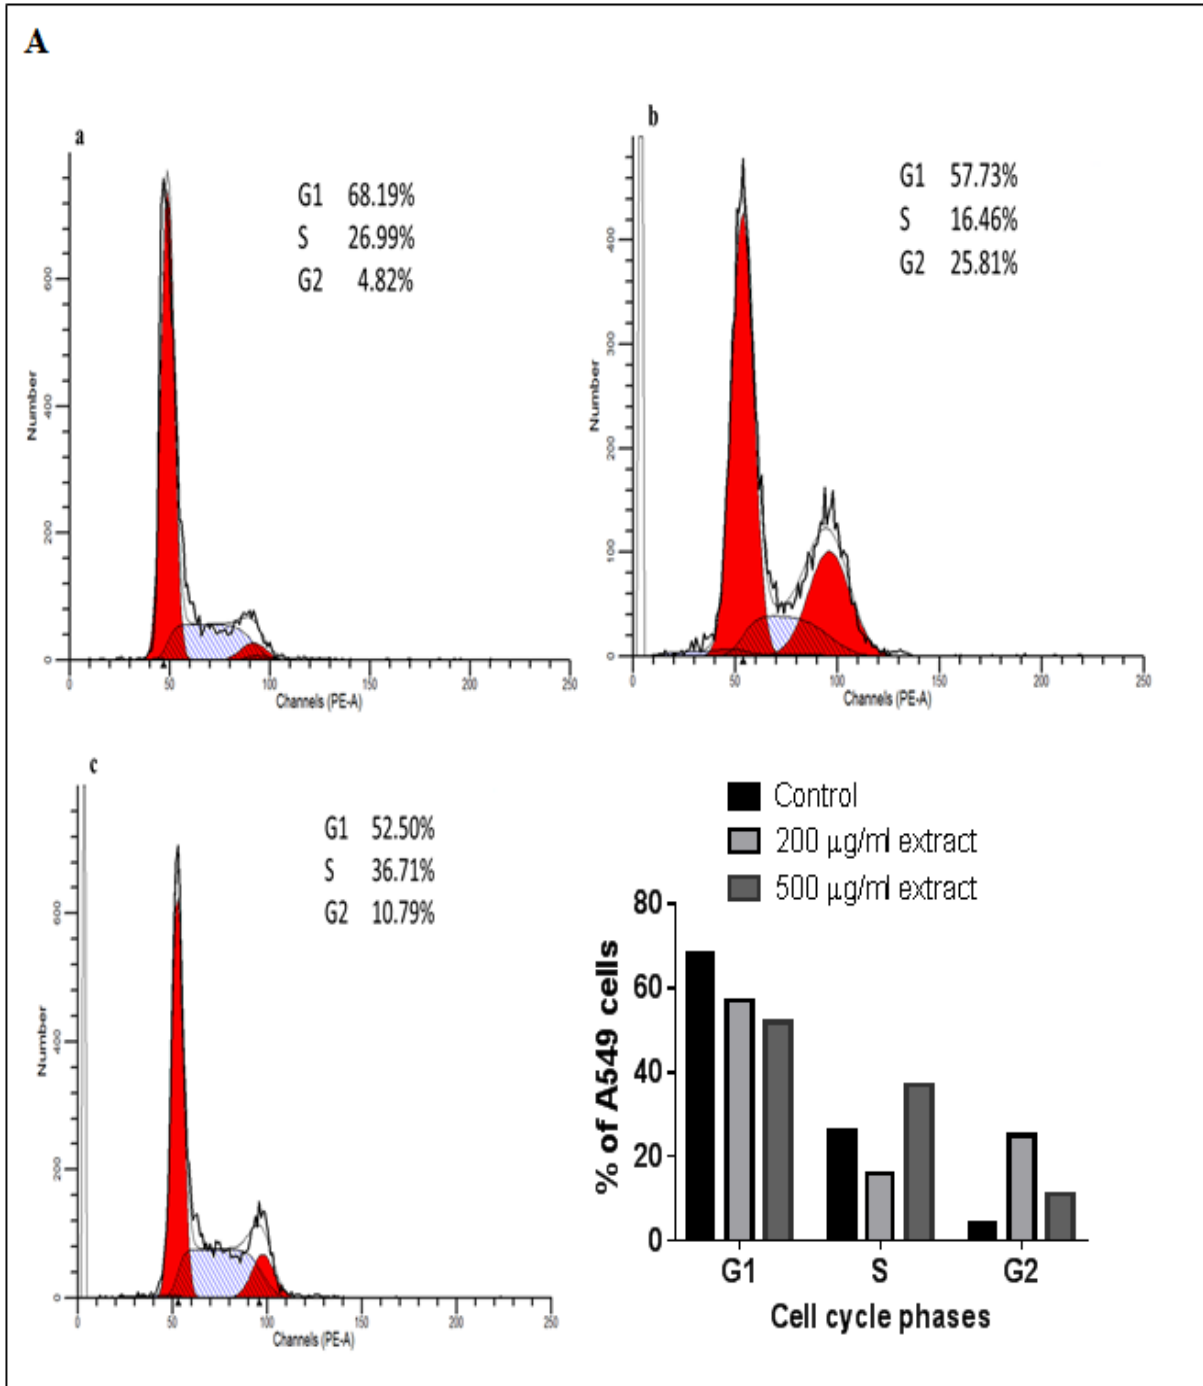 A
a
G1 68.19%
S 26.99%
G2 4.82%
Number
0
200
400
600
0 50 100 150 200 250
Channels (PE-A)
b
G1 57.73%
S 16.46%
G2 25.81%
Number
0
100
200
300
400
0 50 100 150 200 250
Channels (PE-A)
c
G1 52.50%
S 36.71%
G2 10.79%
Number
0
200
400
600
0 50 100 150 200 250
Channels (PE-A)
Control
200 µg/ml extract
500 µg/ml extract
% of A549 cells
80
60
40
20
0
G1 S G2
Cell cycle phases